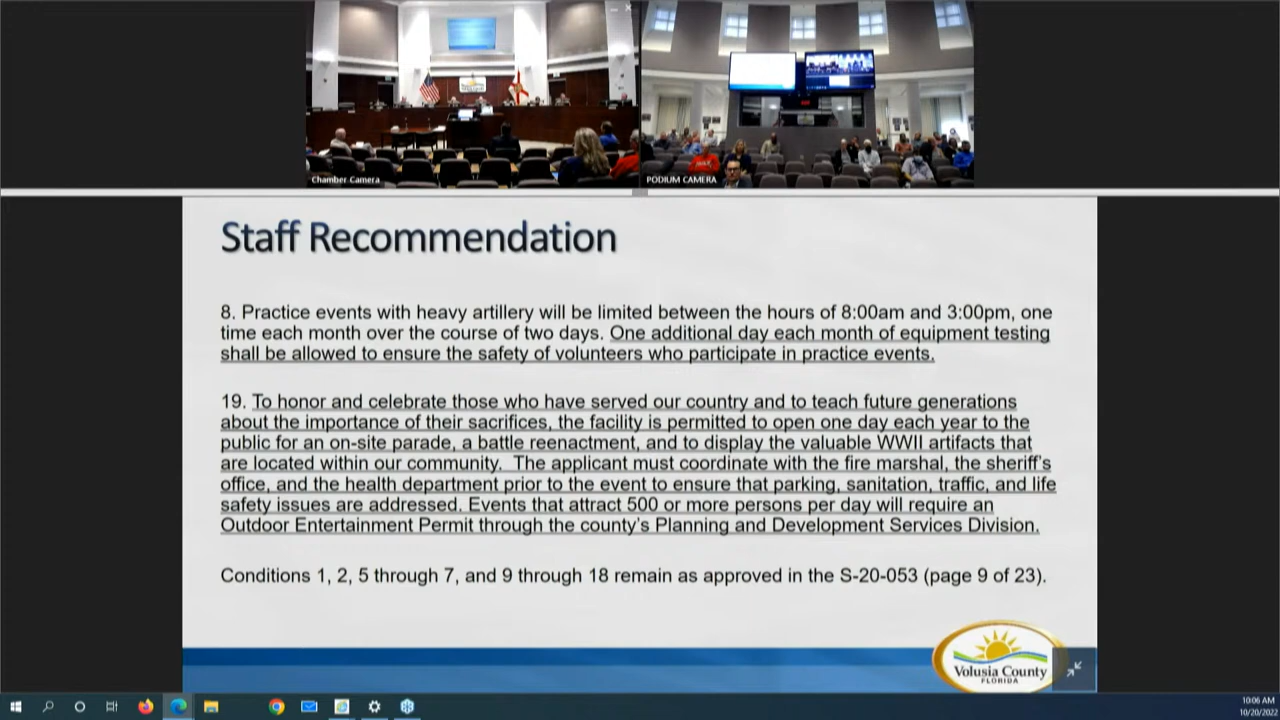 Chamber Camera
PODIUM CAMERA
Staff Recommendation
8. Practice events with heavy artillery will be limited between the hours of 8:00am and 3:00pm, one
time each month over the course of two days. One additional day each month of equipment testing
shall be allowed to ensure the safety of volunteers who participate in practice events.
19. To honor and celebrate those who have served our country and to teach future generations
about the importance of their sacrifices, the facility is permitted to open one day each year to the
public for an on-site parade, a battle reenactment, and to display the valuable WWII artifacts that
are located within our community. The applicant must coordinate with the fire marshal, the sheriff's
office, and the health department prior to the event to ensure that parking, sanitation, traffic, and life
safety issues are addressed. Events that attract 500 or more persons per day will require an
Outdoor Entertainment Permit through the county's Planning and Development Services Division.
Conditions 1, 2, 5 through 7, and 9 through 18 remain as approved in the S-20-053 (page 9 of 23).
Volusia County
FLORIDA
10:06 AM
10/20/2022